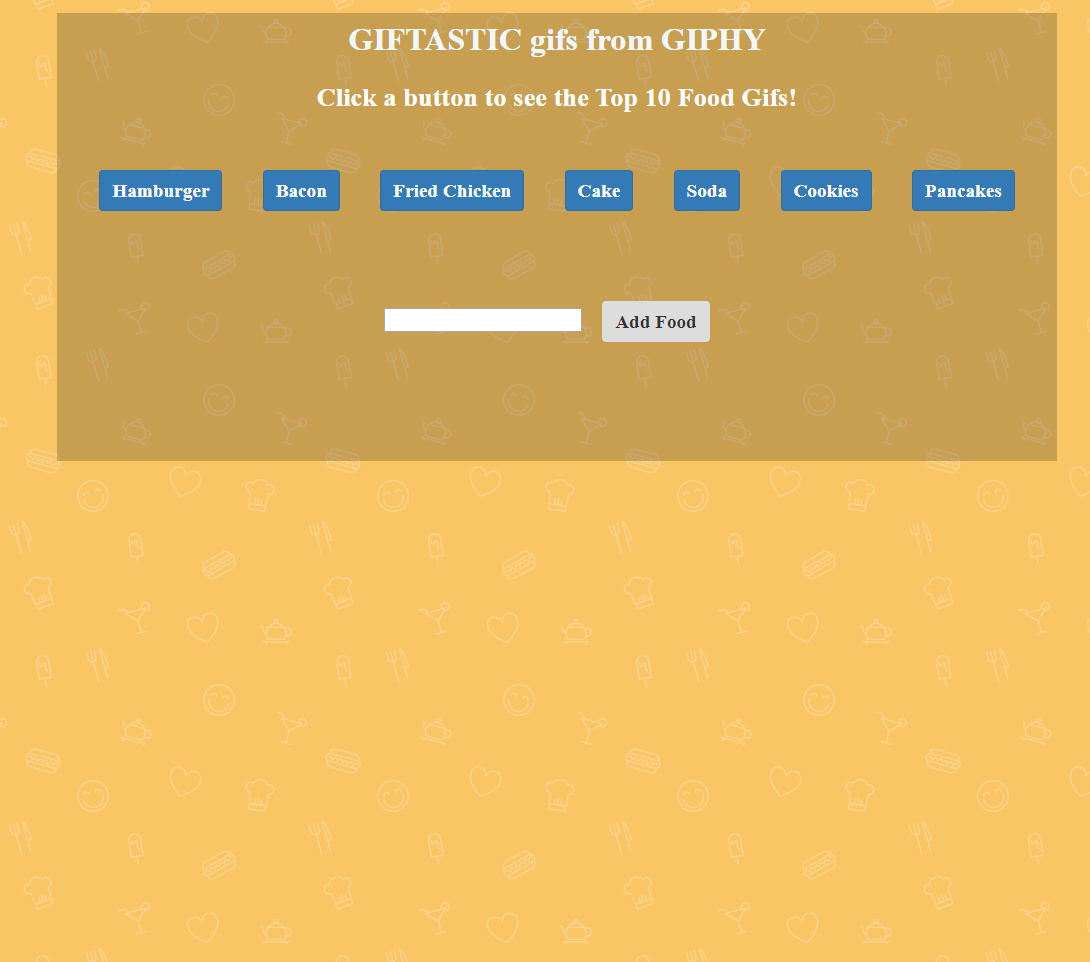 GIFTASTIC gifs from GIPHY
Click a button to see the Top 10 Food Gifs!
Hamburger Bacon Fried Chicken Cake Soda Cookies Pancakes
Add Food